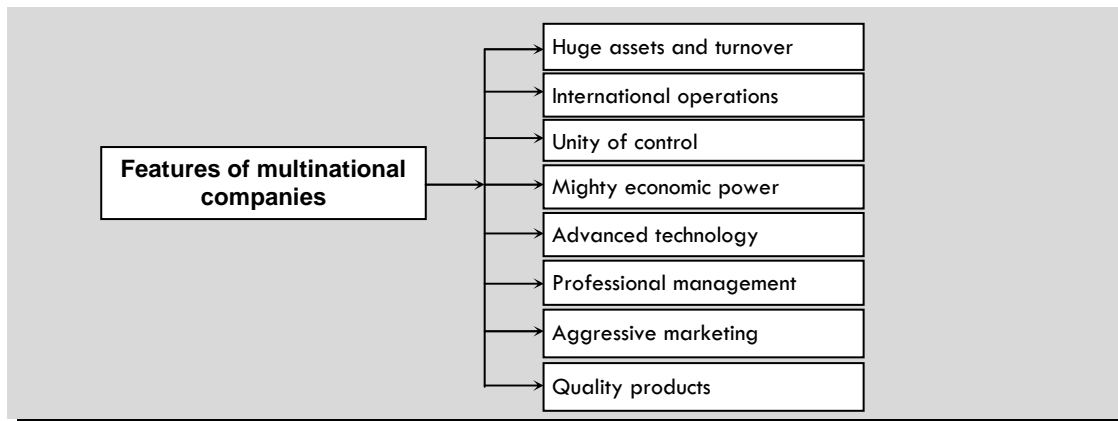 Features of multinational
companies
Huge assets and turnover
International operations
Unity of control
Mighty economic power
Advanced technology
Professional management
Aggressive marketing
Quality products